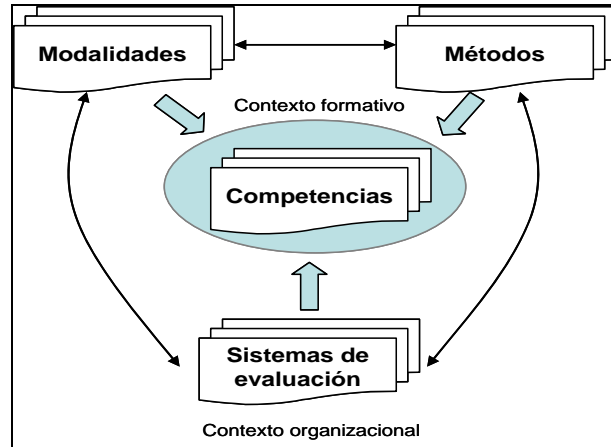 Modalidades
Métodos
Contexto formativo
Competencias
Sistemas de
evaluación
Contexto organizacional